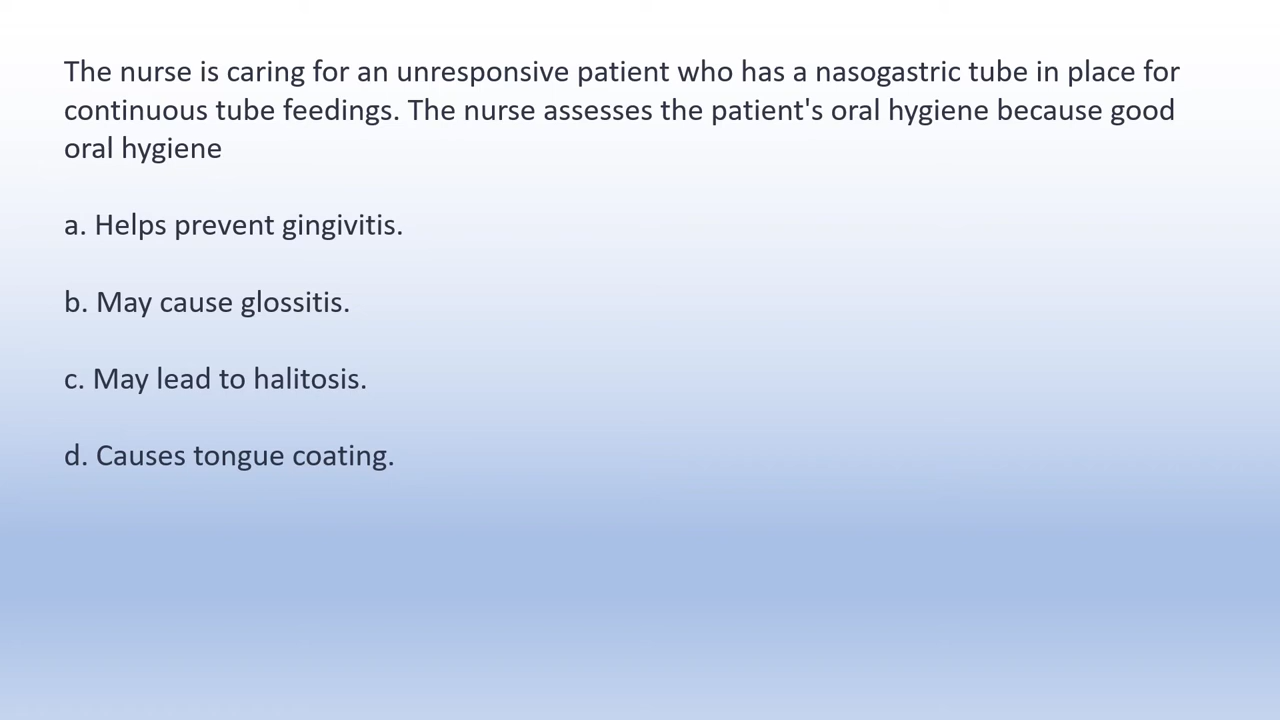 The nurse is caring for an unresponsive patient who has a nasogastric tube in place for
continuous tube feedings. The nurse assesses the patient's oral hygiene because good
oral hygiene
a. Helps prevent gingivitis.
b. May cause glossitis.
c. May lead to halitosis.
d. Causes tongue coating.